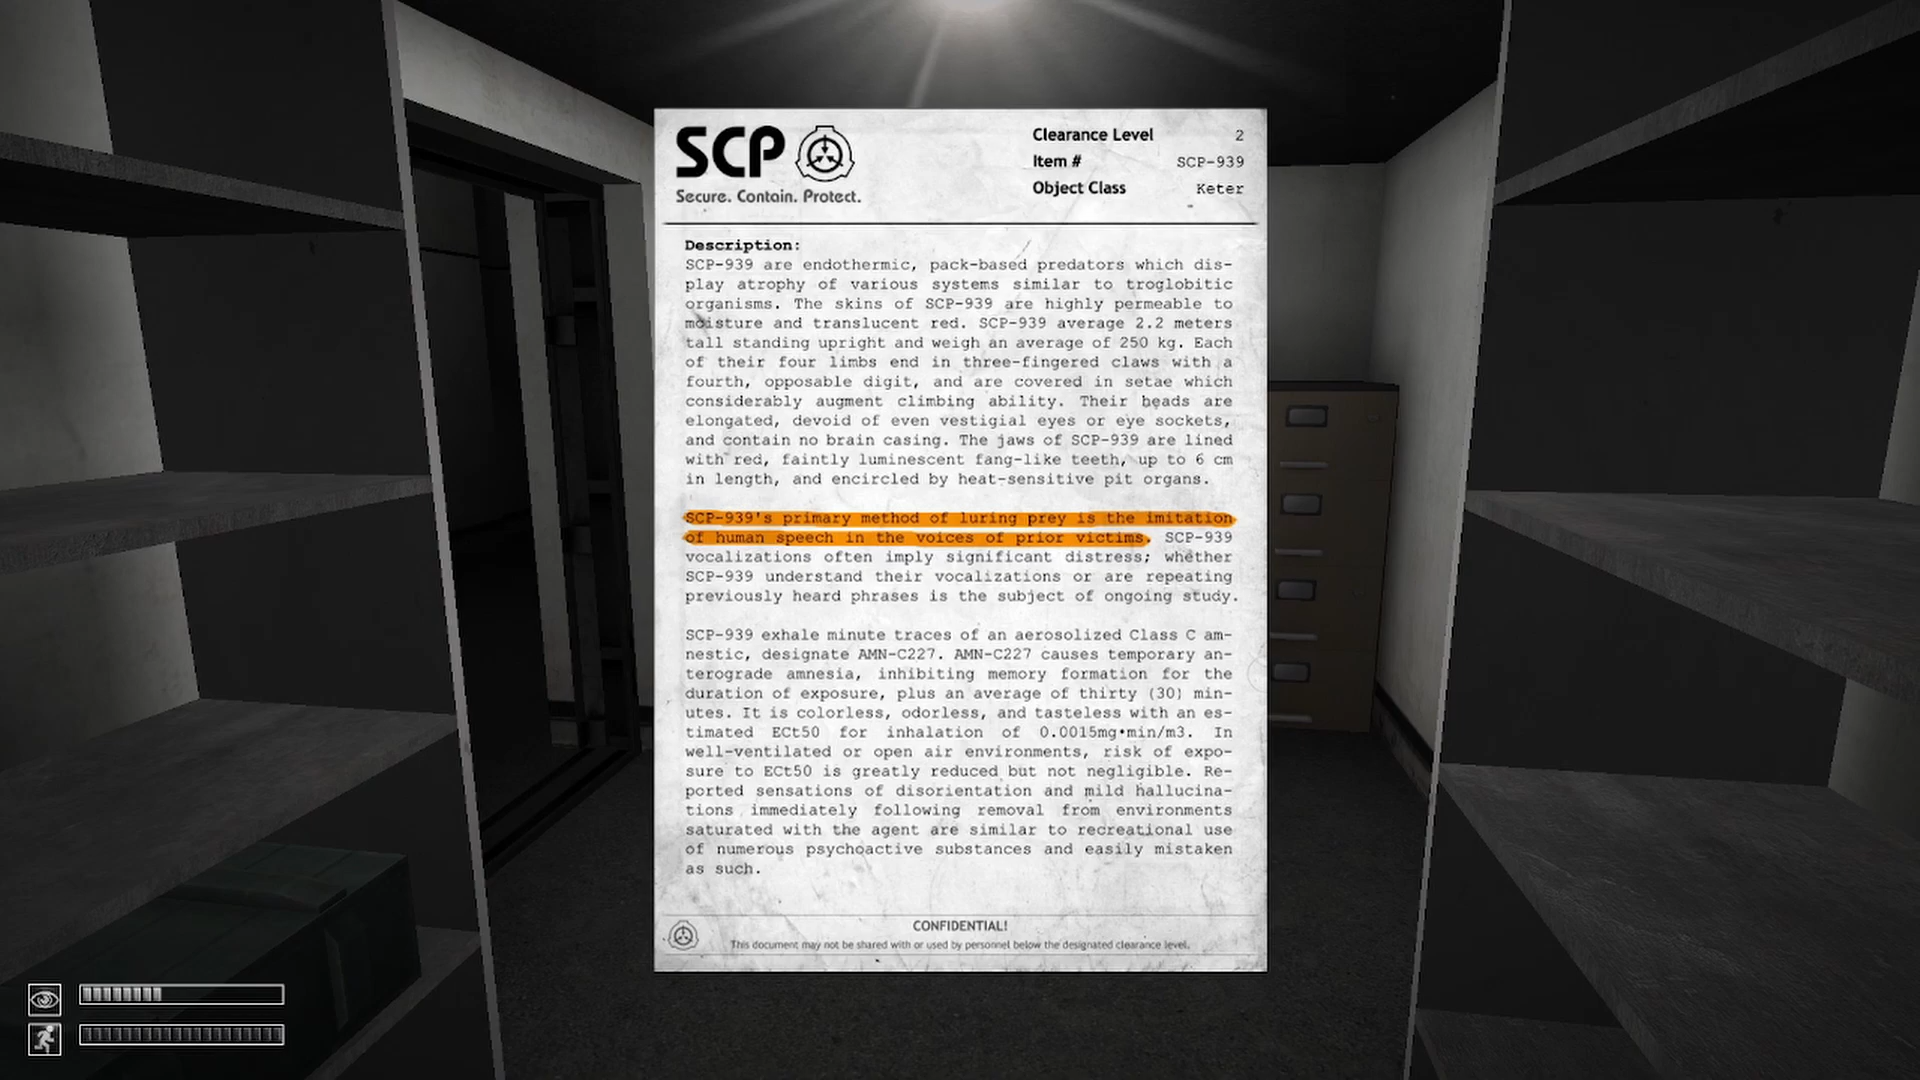 SCP
Secure. Contain. Protect.
Clearance Level 2
Item # SCP-939
Object Class Keter
Description:
SCP-939 are endothermic, pack-based predators which dis-
play atrophy of various systems similar to troglobitic
organisms. The skins of SCP-939 are highly permeable to
moisture and translucent red. SCP-939 average 2.2 meters
tall standing upright and weigh an average of 250 kg. Each
of their four limbs end in three-fingered claws with a
fourth, opposable digit, and are covered in setae which
considerably augment climbing ability. Their heads are
elongated, devoid of even vestigial eyes or eye sockets,
and contain no brain casing. The jaws of SCP-939 are lined
with red, faintly luminescent fang-like teeth, up to 6 cm
in length, and encircled by heat-sensitive pit organs.
SCP-939's primary method of luring prey is the imitation
of human speech in the voices of prior victims. SCP-939
vocalizations often imply significant distress; whether
SCP-939 understand their vocalizations or are repeating
previously heard phrases is the subject of ongoing study.
SCP-939 exhale minute traces of an aerosolized Class C am-
nestic, designate AMN-C227. AMN-C227 causes temporary an-
terograde amnesia, inhibiting memory formation for the
duration of exposure, plus an average of thirty (30) min-
utes. It is colorless, odorless, and tasteless with an es-
timated ECt50 for inhalation of 0.0015mg•min/m3. In
well-ventilated or open air environments, risk of expo-
sure to ECt50 is greatly reduced but not negligible. Re-
ported sensations of disorientation and mild hallucina-
tions immediately following removal from environments
saturated with the agent are similar to recreational use
of numerous psychoactive substances and easily mistaken
as such.
CONFIDENTIAL!
This document may not be shared with or used by personnel below the designated clearance level.